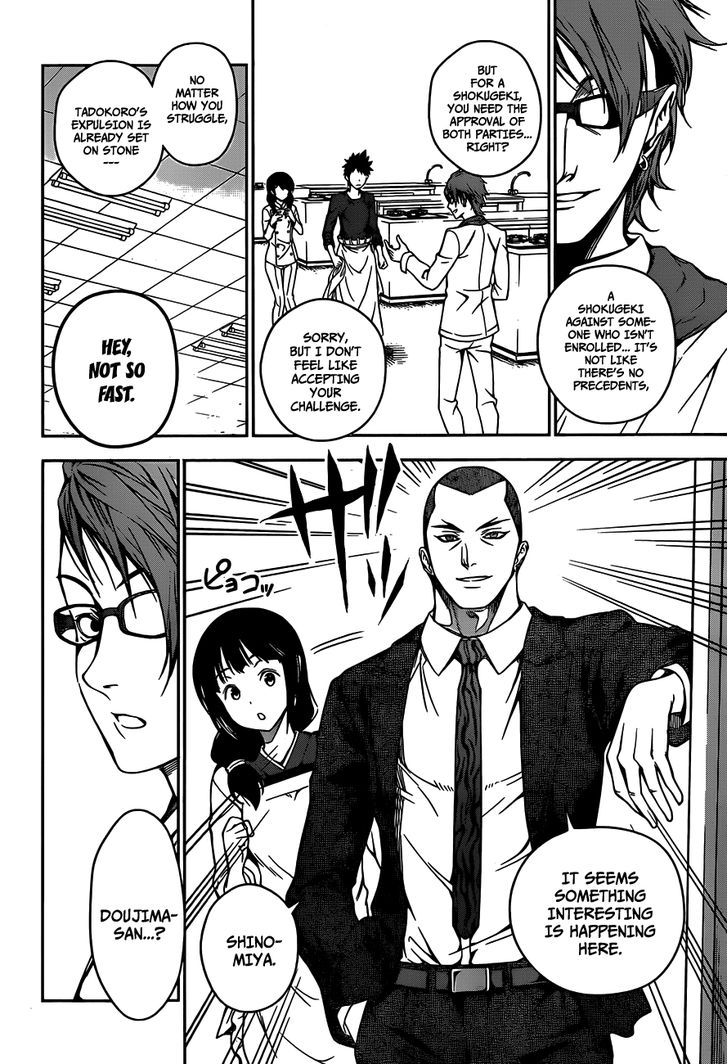 A
SHOKUGEKI
AGAINST SOME-
ONE WHO ISN'T
ENROLLED... IT'S
NOT LIKE
THERE'S NO
PRECEDENTS,
BUT
FOR A
SHOKUGEKI,
YOU NEED THE
APPROVAL OF
BOTH PARTIES...
RIGHT?
SORRY,
BUT I DON'T
FEEL LIKE
ACCEPTING
YOUR
CHALLENGE.
NO
MATTER
HOW YOU
STRUGGLE,
TADOKORO'S
EXPULSION IS
ALREADY SET
ON STONE
---
HEY,
NOT SO
FAST.
ザッ
ピョコッ
IT SEEMS
SOMETHING
INTERESTING
IS HAPPENING
HERE.
SHINO-
MIYA.
DOUJIMA-
SAN...?